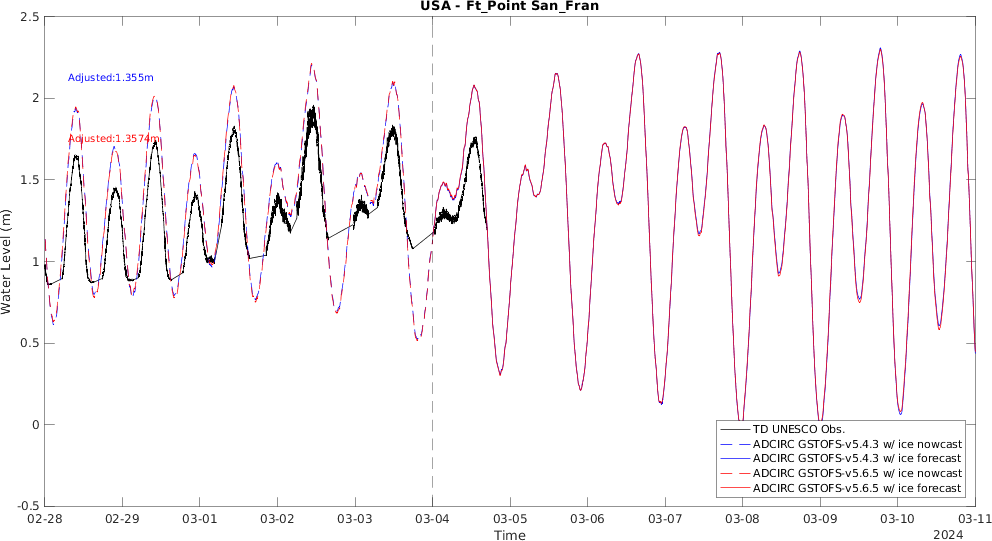 USA - Ft_Point San_Fran
2.5
2
1.5
1
0.5
0
-0.5
Water Level (m)
Adjusted:1.355m
Adjusted:1.3574m
TD UNESCO Obs.
ADCIRC GSTOFS-v5.4.3 w/ ice nowcast
ADCIRC GSTOFS-v5.4.3 w/ ice forecast
ADCIRC GSTOFS-v5.6.5 w/ ice nowcast
ADCIRC GSTOFS-v5.6.5 w/ ice forecast
02-28 02-29 03-01 03-02 03-03 03-04 03-05 03-06 03-07 03-08 03-09 03-10 03-11
Time 2024